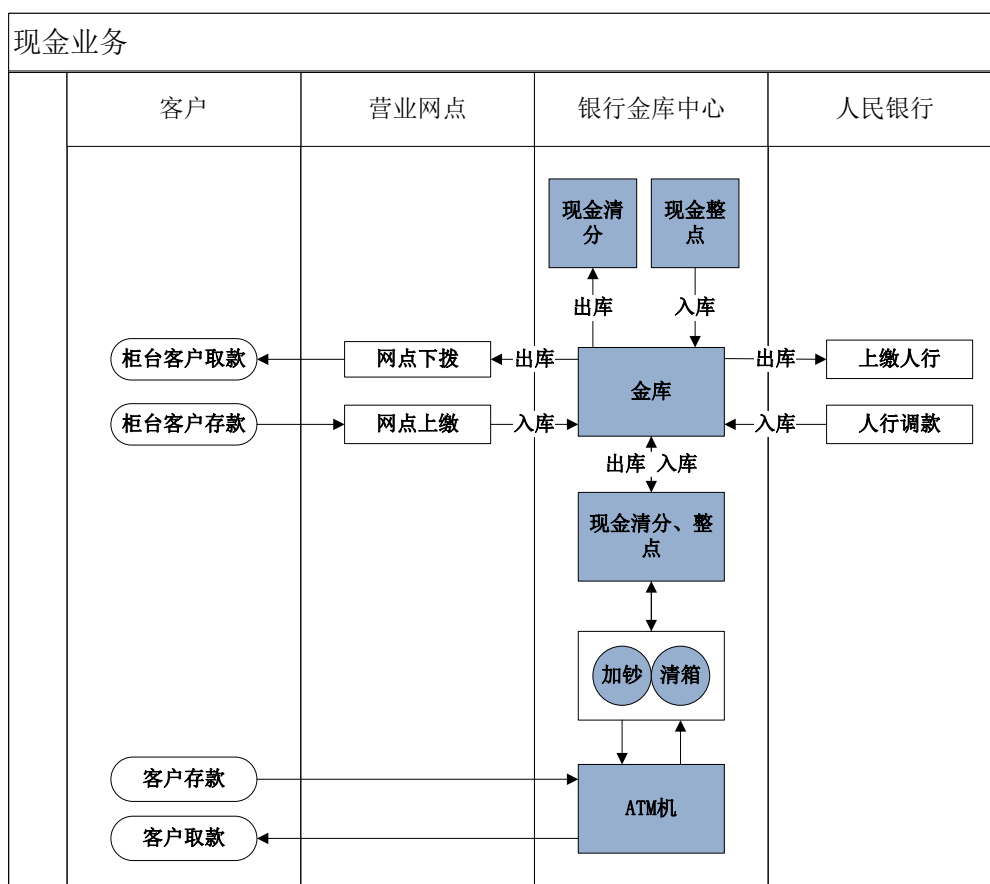 现金业务
客户
营业网点
银行金库中心
人民银行
现金清
分
现金整
点
出库
入库
柜台客户取款
网点下拨
出库
金库
出库
上缴人行
柜台客户存款
网点上缴
入库
入库
人行调款
出库
入库
现金清分、整
点
加钞
清箱
客户存款
ATM机
客户取款